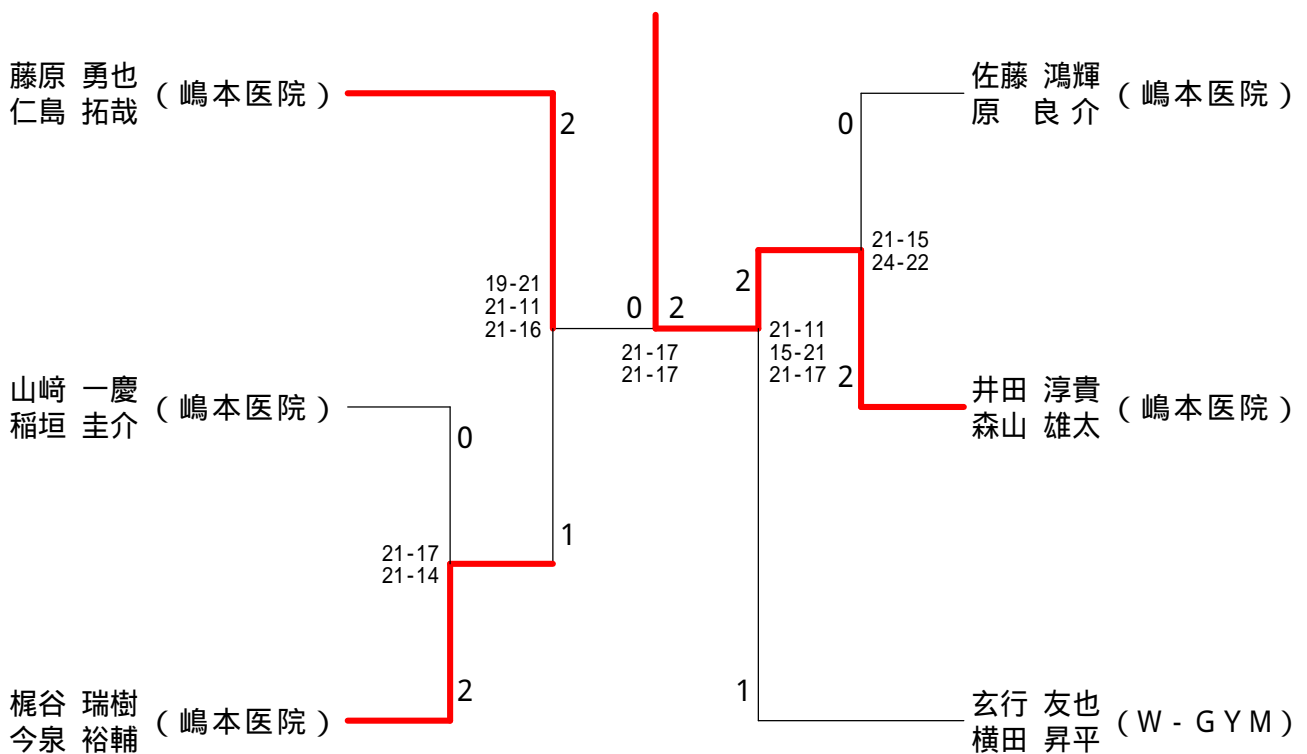 藤原 勇也
仁島 拓哉
(嶋本医院)
2
19-21
21-11
21-16
山﨑 一慶
稲垣 圭介
(嶋本医院)
0
21-17
21-14
1
梶谷 瑞樹
今泉 裕輔
(嶋本医院)
2
0 2
21-17
21-17
佐藤 鴻輝
原 良介
(嶋本医院)
0
21-15
24-22
2
21-11
15-21
21-17
2
井田 淳貴
森山 雄太
(嶋本医院)
1
玄行 友也
横田 昇平
(W-GYM)